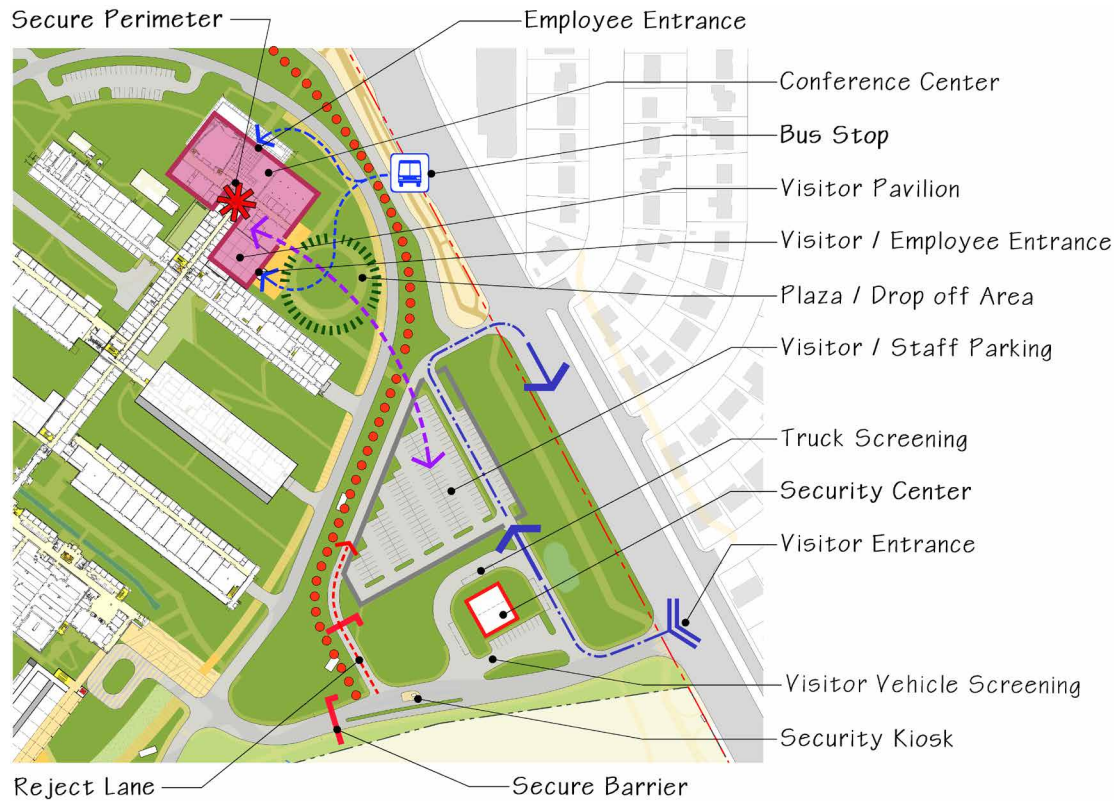 Secure Perimeter
Employee Entrance
Conference Center
Bus Stop
Visitor Pavilion
Visitor / Employee Entrance
Plaza / Drop off Area
Visitor / Staff Parking
Truck Screening
Security Center
Visitor Entrance
Visitor Vehicle Screening
Security Kiosk
Reject Lane
Secure Barrier